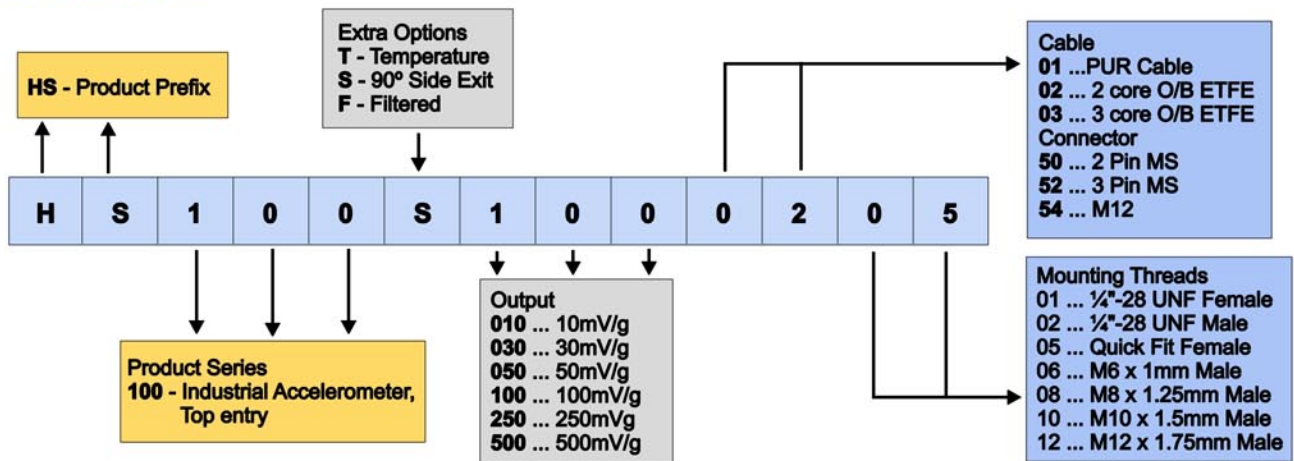 HS - Product Prefix
Extra Options
T - Temperature
S - 90º Side Exit
F - Filtered
Cable
01 ...PUR Cable
02 ... 2 core O/B ETFE
03 ... 3 core O/B ETFE
Connector
50 ... 2 Pin MS
52 ... 3 Pin MS
54 ... M12
H S 1 0 0 S 1 0 0 0 2 0 5
Product Series
100 - Industrial Accelerometer,
Top entry
Output
010 ... 10mV/g
030 ... 30mV/g
050 ... 50mV/g
100 ... 100mV/g
250 ... 250mVg
500 ... 500mV/g
Mounting Threads
01 ... ¼"-28 UNF Female
02 ... ¼"-28 UNF Male
05 ... Quick Fit Female
06 ... M6 x 1mm Male
08 ... M8 x 1.25mm Male
10 ... M10 x 1.5mm Male
12 ... M12 x 1.75mm Male